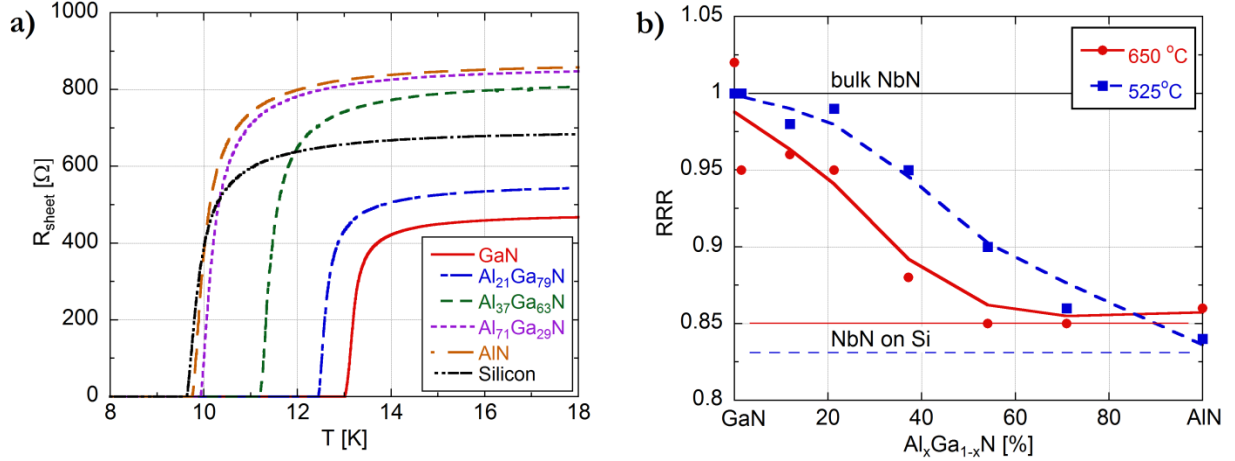 a)
1000
800
600
400
200
0
R_sheet [Ω]
8
10
12
14
16
18
T [K]
GaN
Al₂₁Ga₇₉N
Al₃₇Ga₆₃N
Al₇₁Ga₂₉N
AlN
Silicon
b)
1.05
1
0.95
0.9
0.85
0.8
RRR
650 °C
525°C
bulk NbN
NbN on Si
GaN
20
40
60
80
AlN
AlₓGa₁₋ₓN [%]